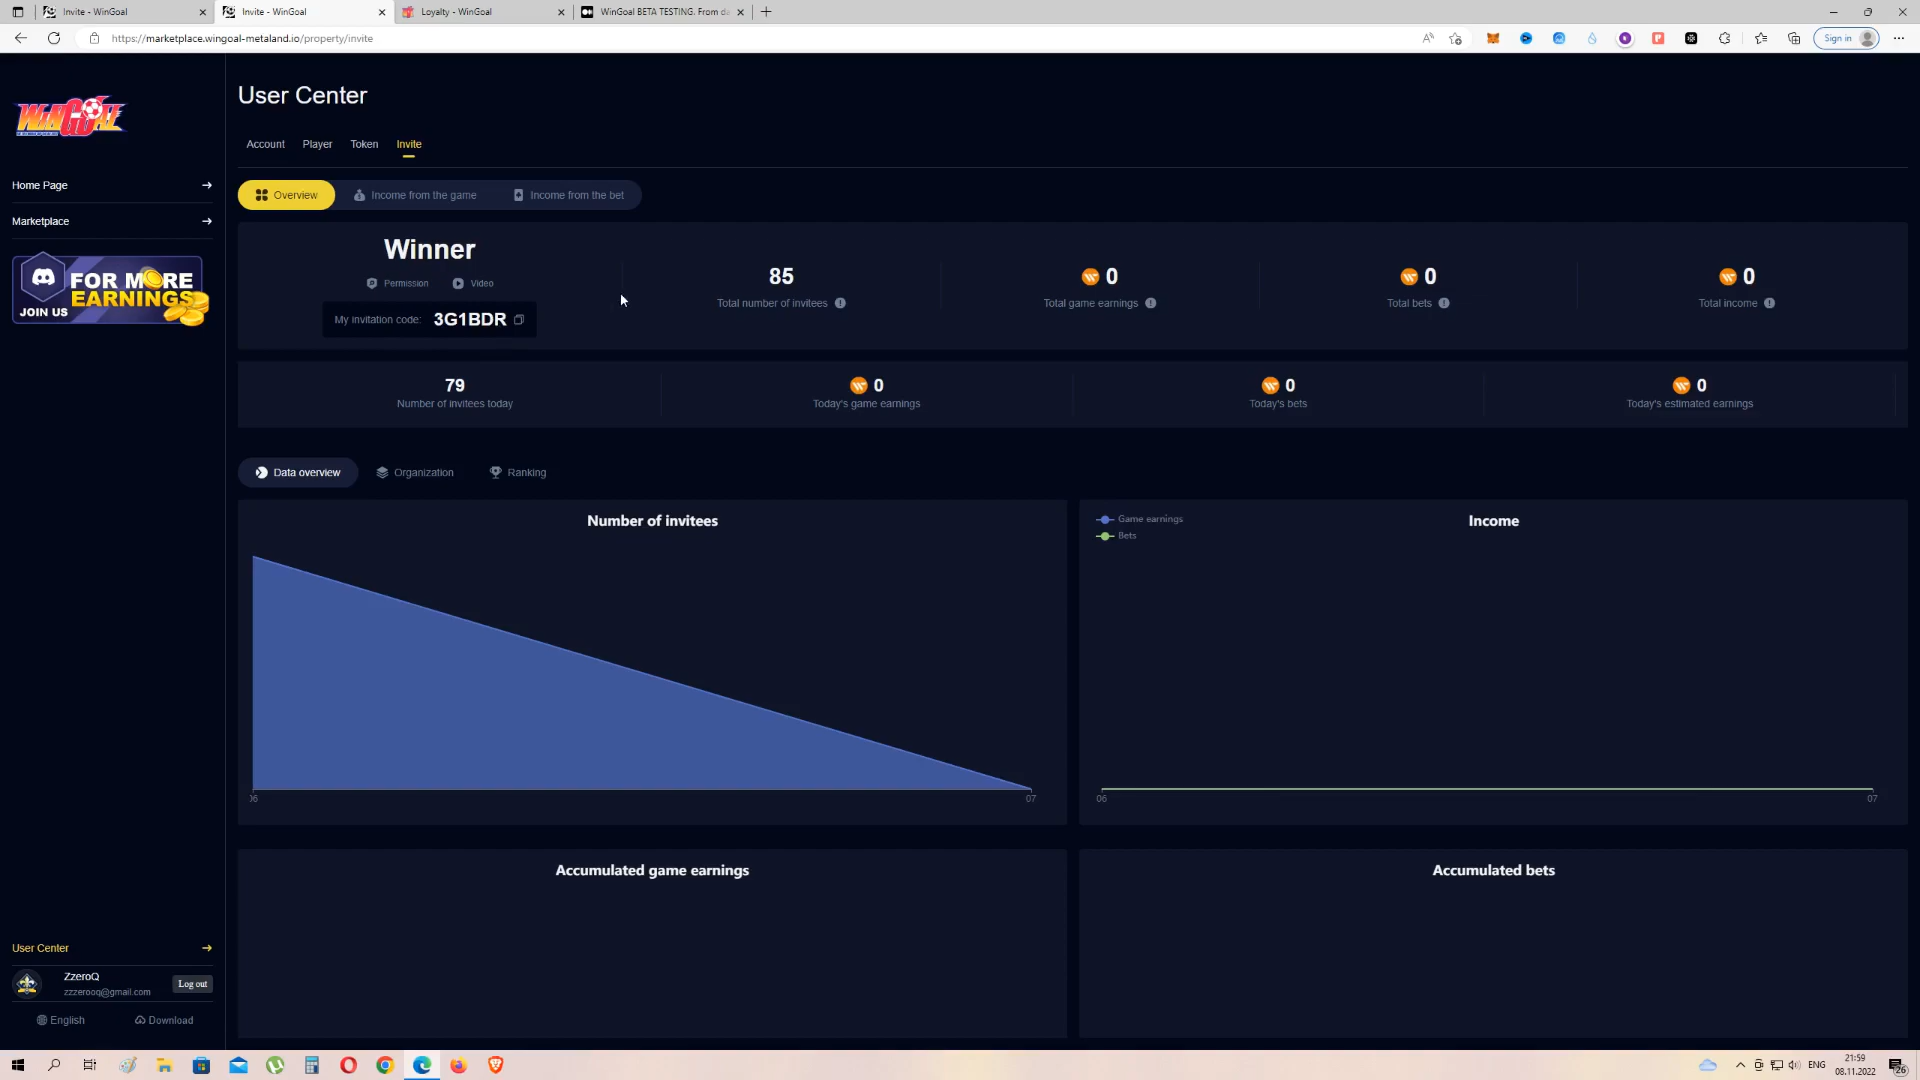 Invite - WinGoal
Invite - WinGoal
Loyalty - WinGoal
WinGoal BETA TESTING. From da
https://marketplace.wingoal-metaland.io/property/invite
Sign in
WINGOAL
User Center
Account
Player
Token
Invite
Home Page
Marketplace
FOR MORE
EARNINGS
JOIN US
Overview
Income from the game
Income from the bet
Winner
Permission
Video
My invitation code:
3G1BDR
85
Total number of invitees
0
Total game earnings
0
Total bets
0
Total income
79
Number of invitees today
0
Today's game earnings
0
Today's bets
0
Today's estimated earnings
Data overview
Organization
Ranking
Number of invitees
06
07
Game earnings
Bets
Income
06
07
Accumulated game earnings
Accumulated bets
User Center
ZzeroQ
zzzerooq@gmail.com
Log out
English
Download
ENG
21:59
08.11.2022
26